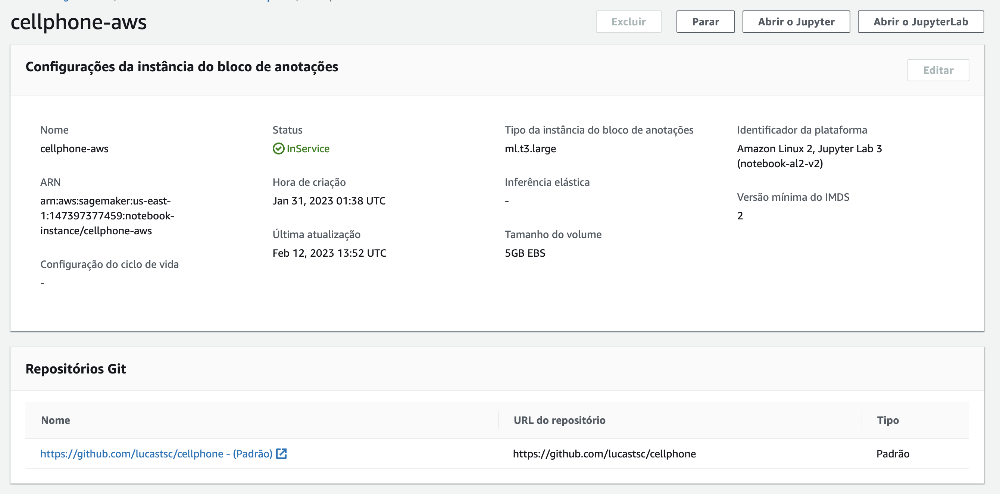 cellphone-aws
Excluir
Parar
Abrir o Jupyter
Abrir o JupyterLab
Configurações da instância do bloco de anotações
Editar
Nome
cellphone-aws
ARN
arn:aws:sagemaker:us-east-
1:147397377459:notebook-
instance/cellphone-aws
Configuração do ciclo de vida
-
Status
InService
Hora de criação
Jan 31, 2023 01:38 UTC
Última atualização
Feb 12, 2023 13:52 UTC
Tipo da instância do bloco de anotações
ml.t3.large
Inferência elástica
-
Tamanho do volume
5GB EBS
Identificador da plataforma
Amazon Linux 2, Jupyter Lab 3
(notebook-al2-v2)
Versão mínima do IMDS
2
Repositórios Git
Nome
URL do repositório
Tipo
https://github.com/lucastsc/cellphone - (Padrão)
https://github.com/lucastsc/cellphone
Padrão